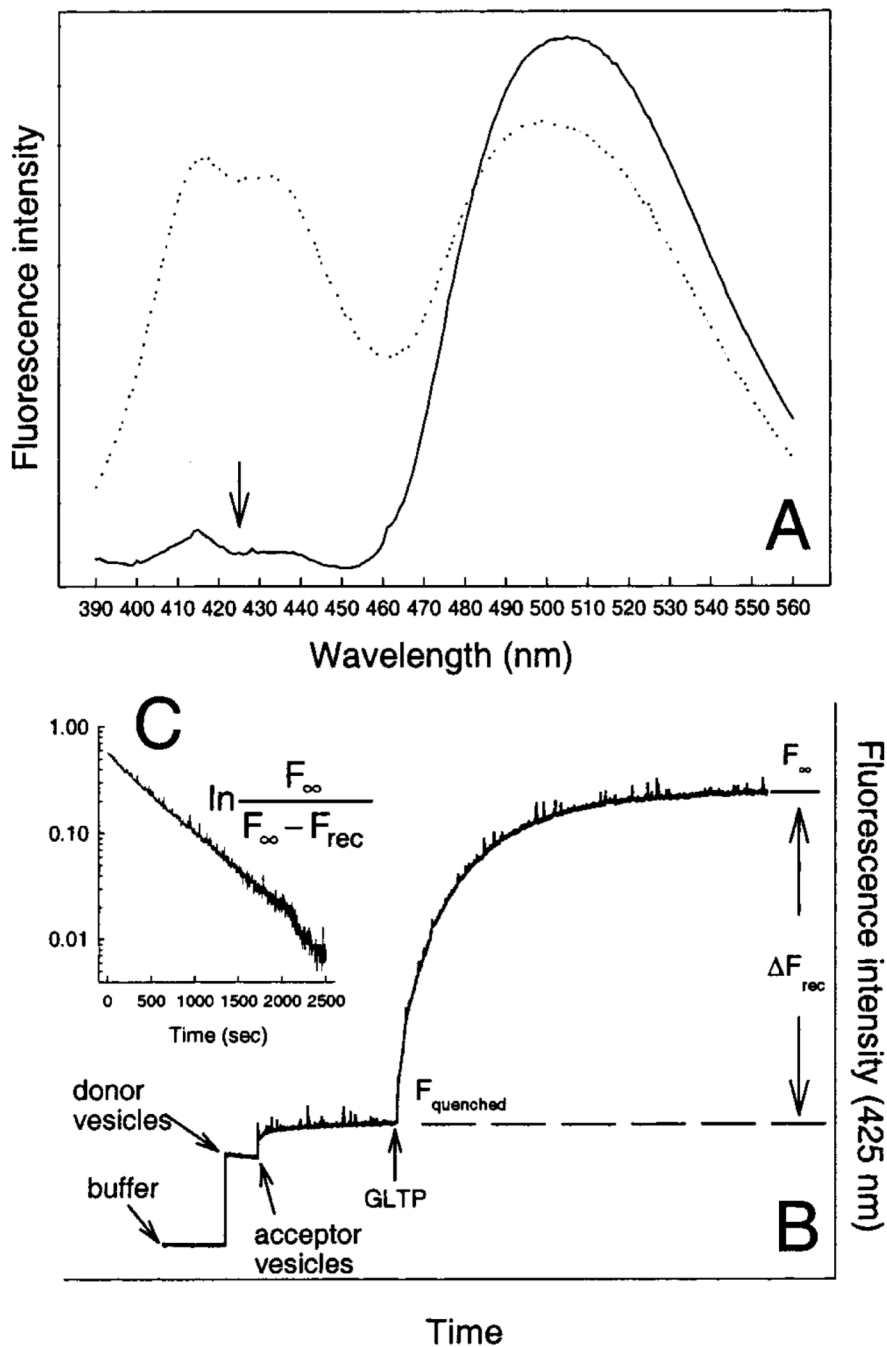 Fluorescence intensity
A
390 400 410 420 430 440 450 460 470 480 490 500 510 520 530 540 550 560
Wavelength (nm)
C
1.00
0.10
0.01
ln F∞ / F∞ − Frec
0 500 1000 1500 2000 2500
Time (sec)
F∞
ΔFrec
Fquenched
donor
vesicles
buffer
acceptor
vesicles
GLTP
B
Fluorescence intensity (425 nm)
Time